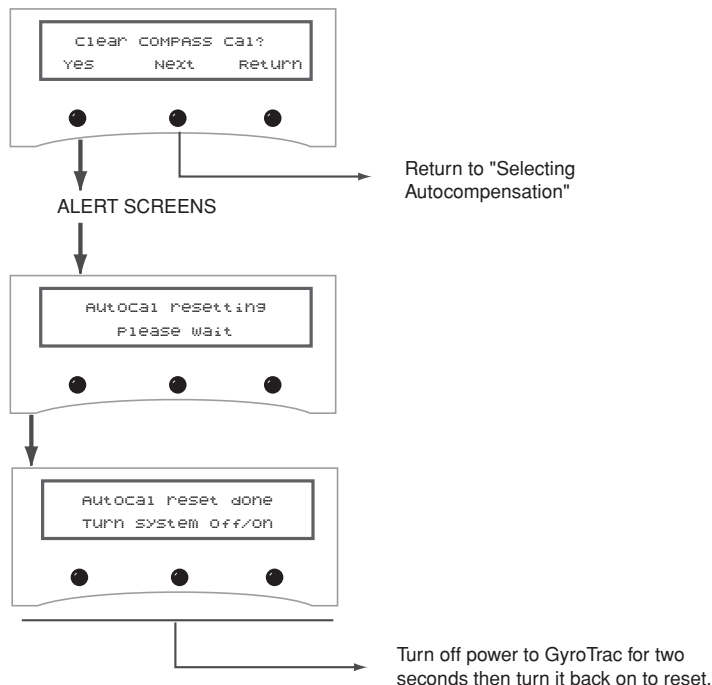 Clear COMPASS Cal?
Yes Next Return
Return to "Selecting
Autocompensation"
ALERT SCREENS
Autocal resetting
Please Wait
Autocal reset done
Turn system Off/on
Turn off power to GyroTrac for two
seconds then turn it back on to reset.